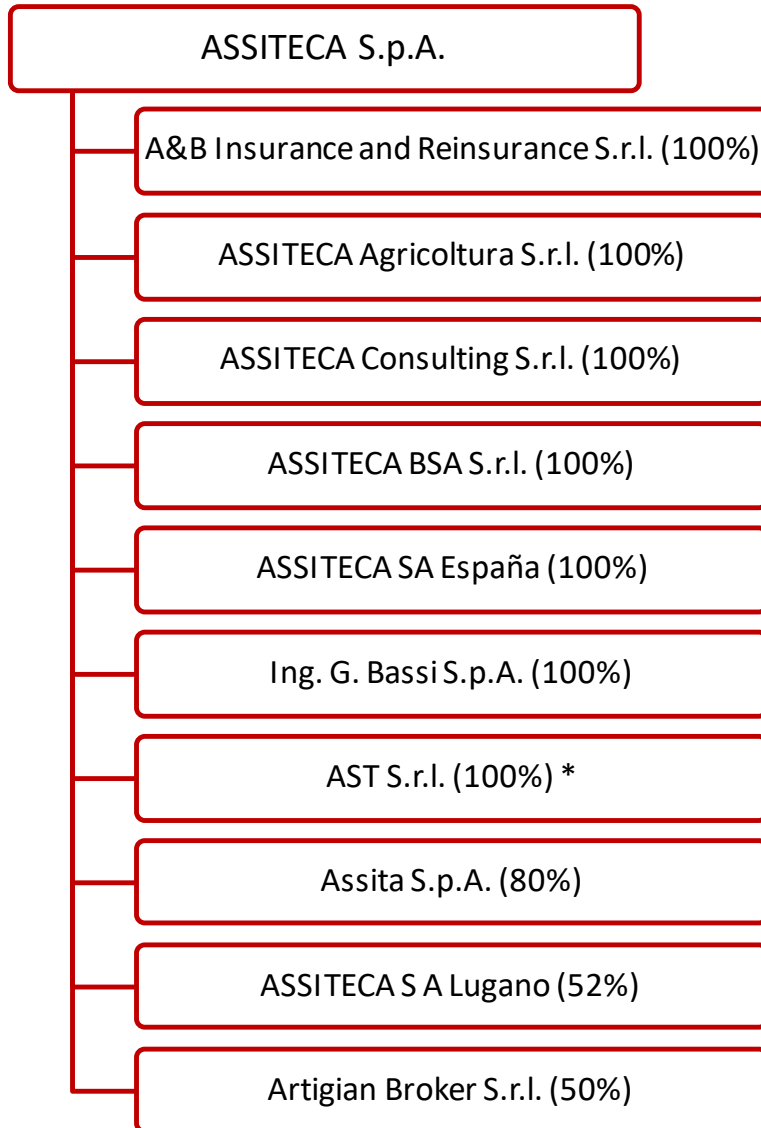 ASSITECA S.p.A.
A&B Insurance and Reinsurance S.r.l. (100%)
ASSITECA Agricoltura S.r.l. (100%)
ASSITECA Consulting S.r.l. (100%)
ASSITECA BSA S.r.l. (100%)
ASSITECA SA España (100%)
Ing. G. Bassi S.p.A. (100%)
AST S.r.l. (100%) *
Assita S.p.A. (80%)
ASSITECA S A Lugano (52%)
Artigian Broker S.r.l. (50%)